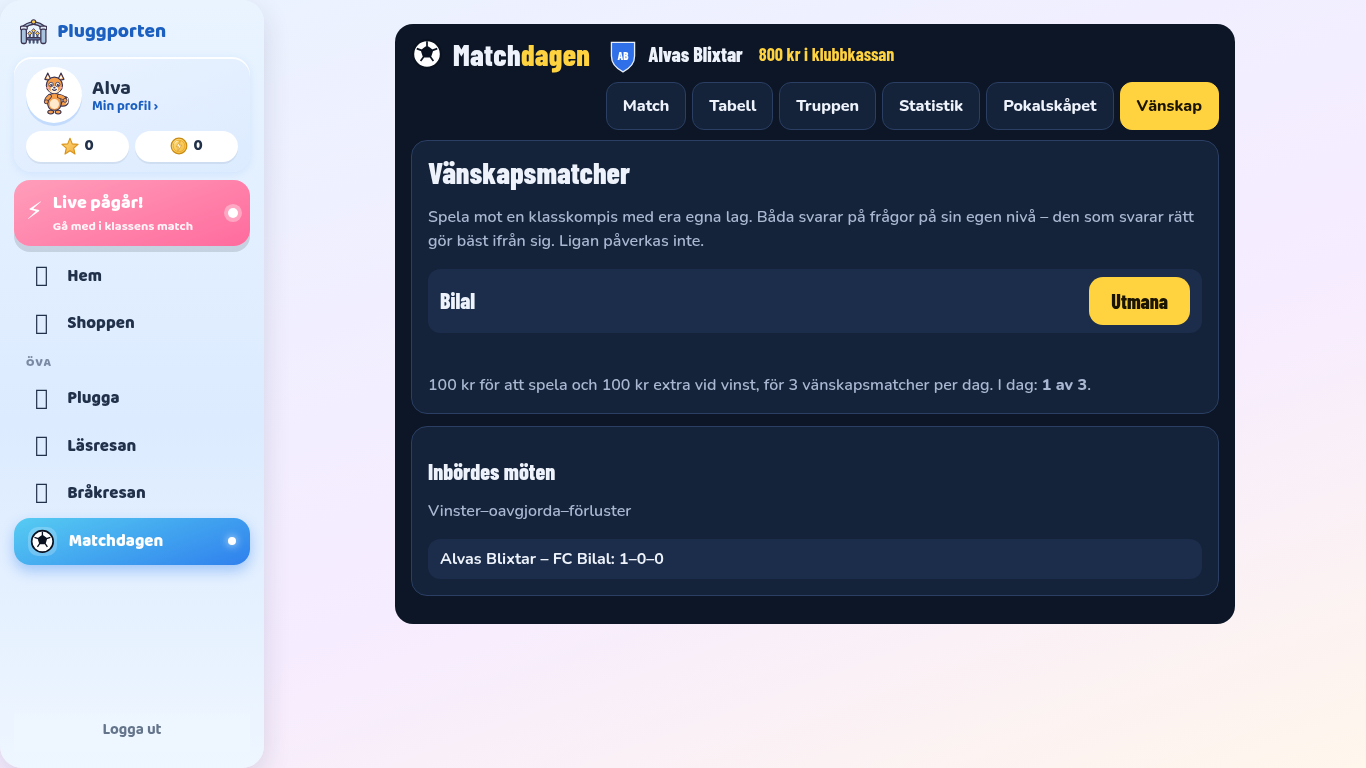 Pluggporten
Alva
Min profil ›
0
0
Live pågår!
Gå med i klassens match
Hem
Shoppen
ÖVA
Plugga
Läsresan
Bråkresan
Matchdagen
Logga ut
Matchdagen
AB
Alvas Blixtar
800 kr i klubbkassan
Match
Tabell
Truppen
Statistik
Pokalskåpet
Vänskap
Vänskapsmatcher
Spela mot en klasskompis med era egna lag. Båda svarar på frågor på sin egen nivå – den som svarar rätt
gör bäst ifrån sig. Ligan påverkas inte.
Bilal
Utmana
100 kr för att spela och 100 kr extra vid vinst, för 3 vänskapsmatcher per dag. I dag: 1 av 3.
Inbördes möten
Vinster–oavgjorda–förluster
Alvas Blixtar – FC Bilal: 1–0–0